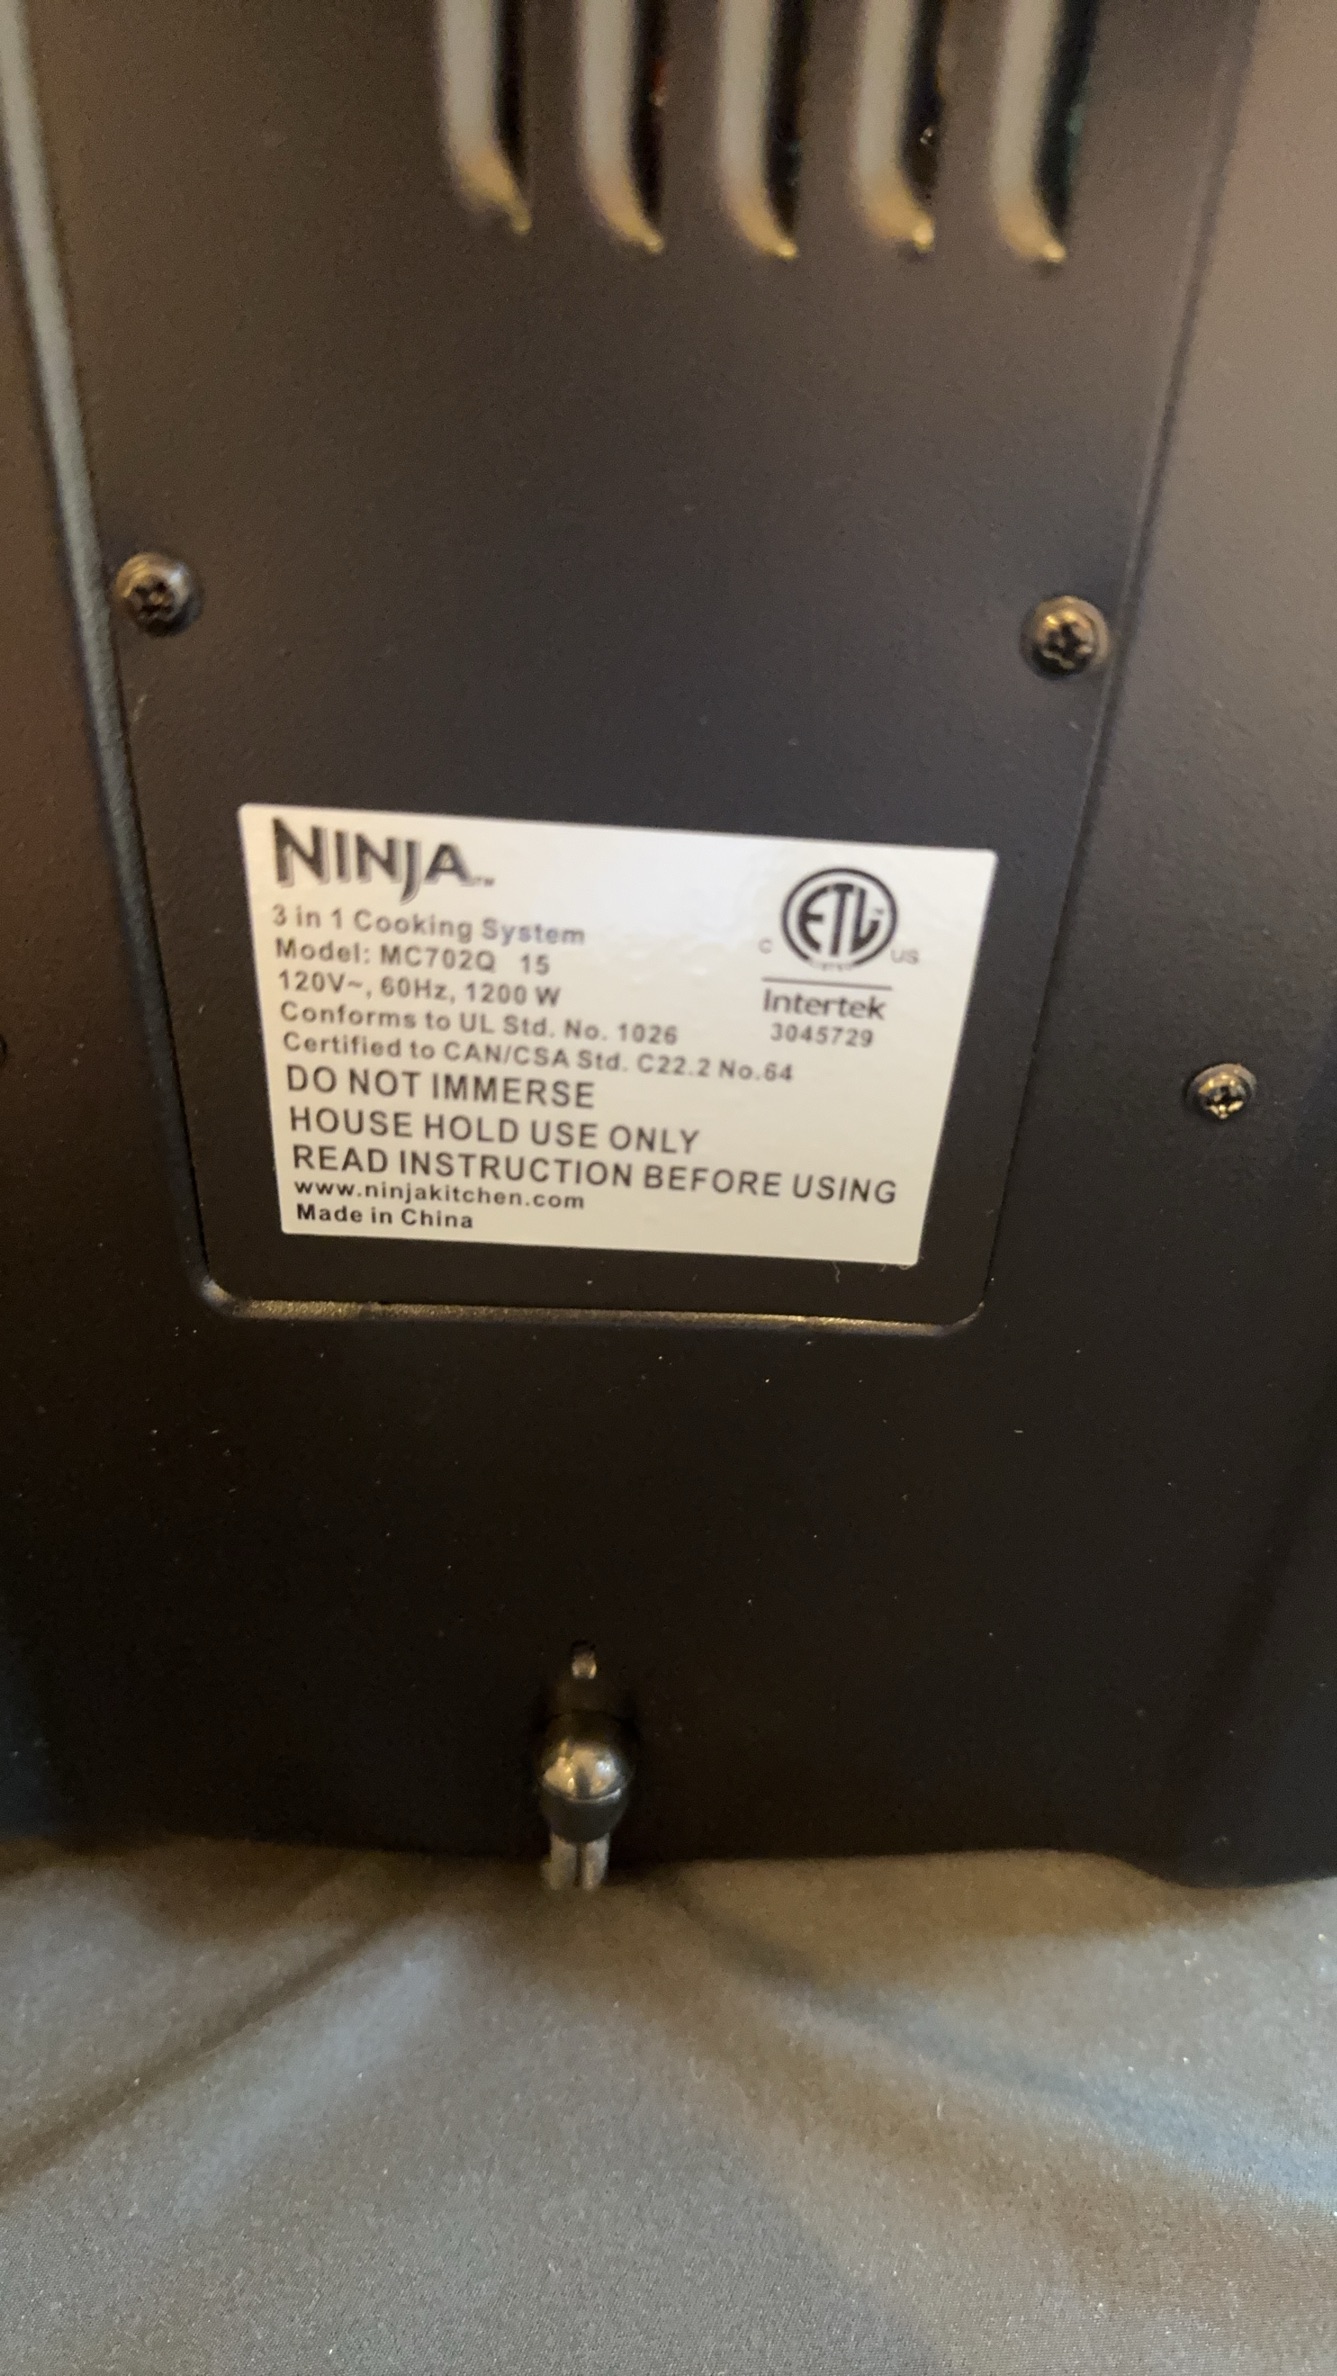 NINJA™
3 in 1 Cooking System
Model: MC702Q 15
120V~, 60Hz, 1200 W
Conforms to UL Std. No. 1026
Certified to CAN/CSA Std. C22.2 No.64
DO NOT IMMERSE
HOUSE HOLD USE ONLY
READ INSTRUCTION BEFORE USING
www.ninjakitchen.com
Made in China
C ETL US
Intertek
3045729